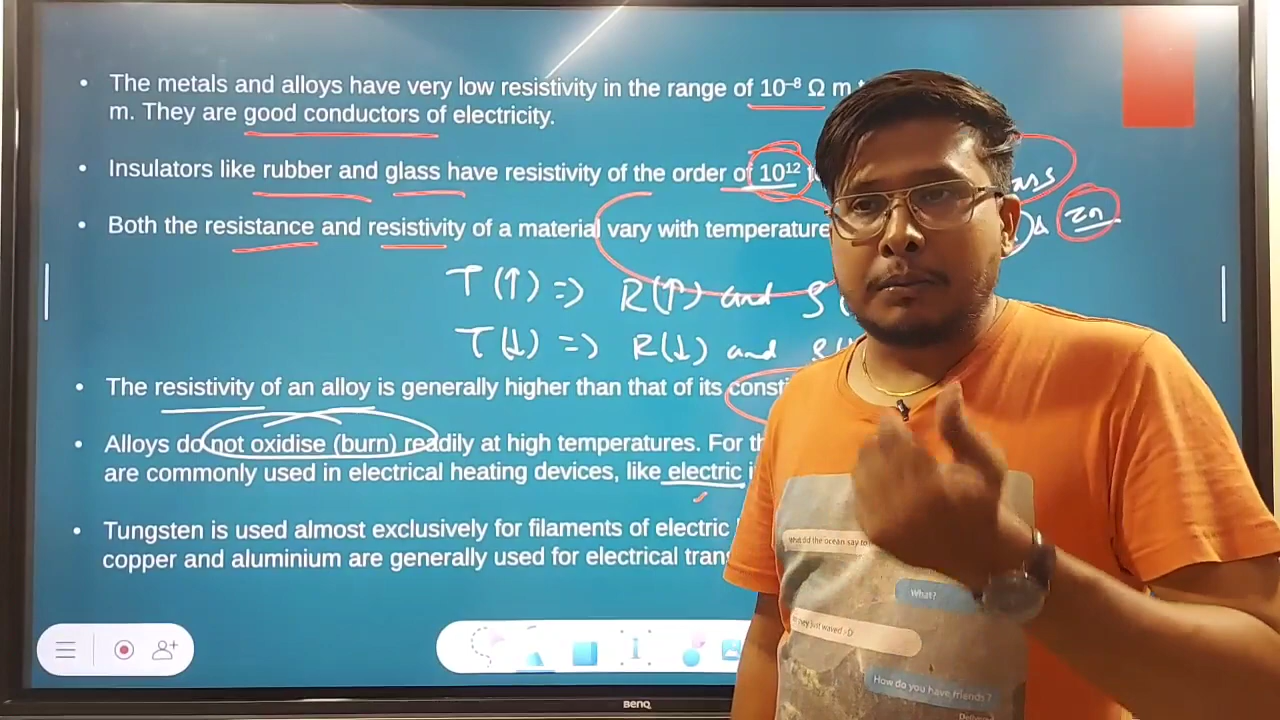 • The metals and alloys have very low resistivity in the range of 10⁻⁸ Ω m
m. They are good conductors of electricity.
• Insulators like rubber and glass have resistivity of the order of 10¹²
ass
& Zn
• Both the resistance and resistivity of a material vary with temperature
T(↑) => R(↑) and ρ
T(↓) => R(↓) and ρ
• The resistivity of an alloy is generally higher than that of its
• Alloys do not oxidise (burn) readily at high temperatures. For
are commonly used in electrical heating devices, like electric
• Tungsten is used almost exclusively for filaments of electric
copper and aluminium are generally used for electrical
What did the ocean say to
What?
they just waved :-D
How do you have friends?
BenQ